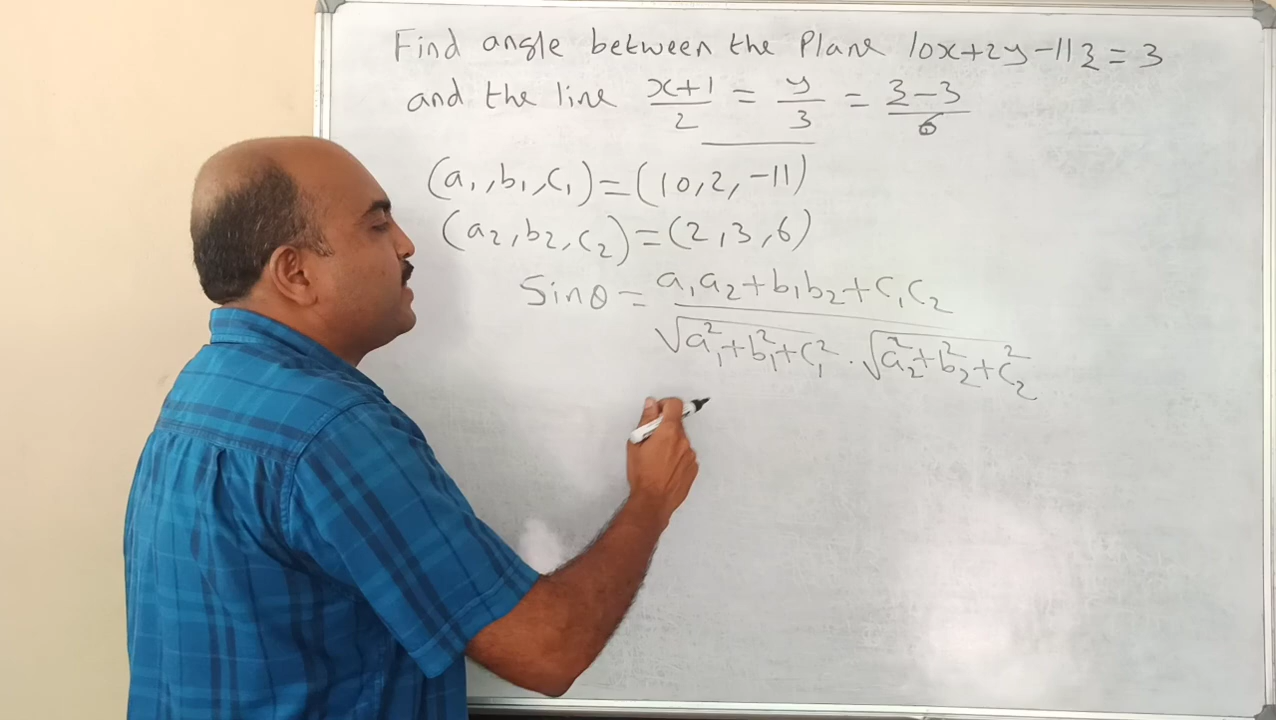 Find angle between the Plane 10x+2y-11z=3
and the line (x+1)/2 = y/3 = (z-3)/6
(a₁,b₁,c₁)=(10,2,-11)
(a₂,b₂,c₂)=(2,3,6)
Sinθ = (a₁a₂+b₁b₂+c₁c₂)/(√(a₁²+b₁²+c₁²) · √(a₂²+b₂²+c₂²))